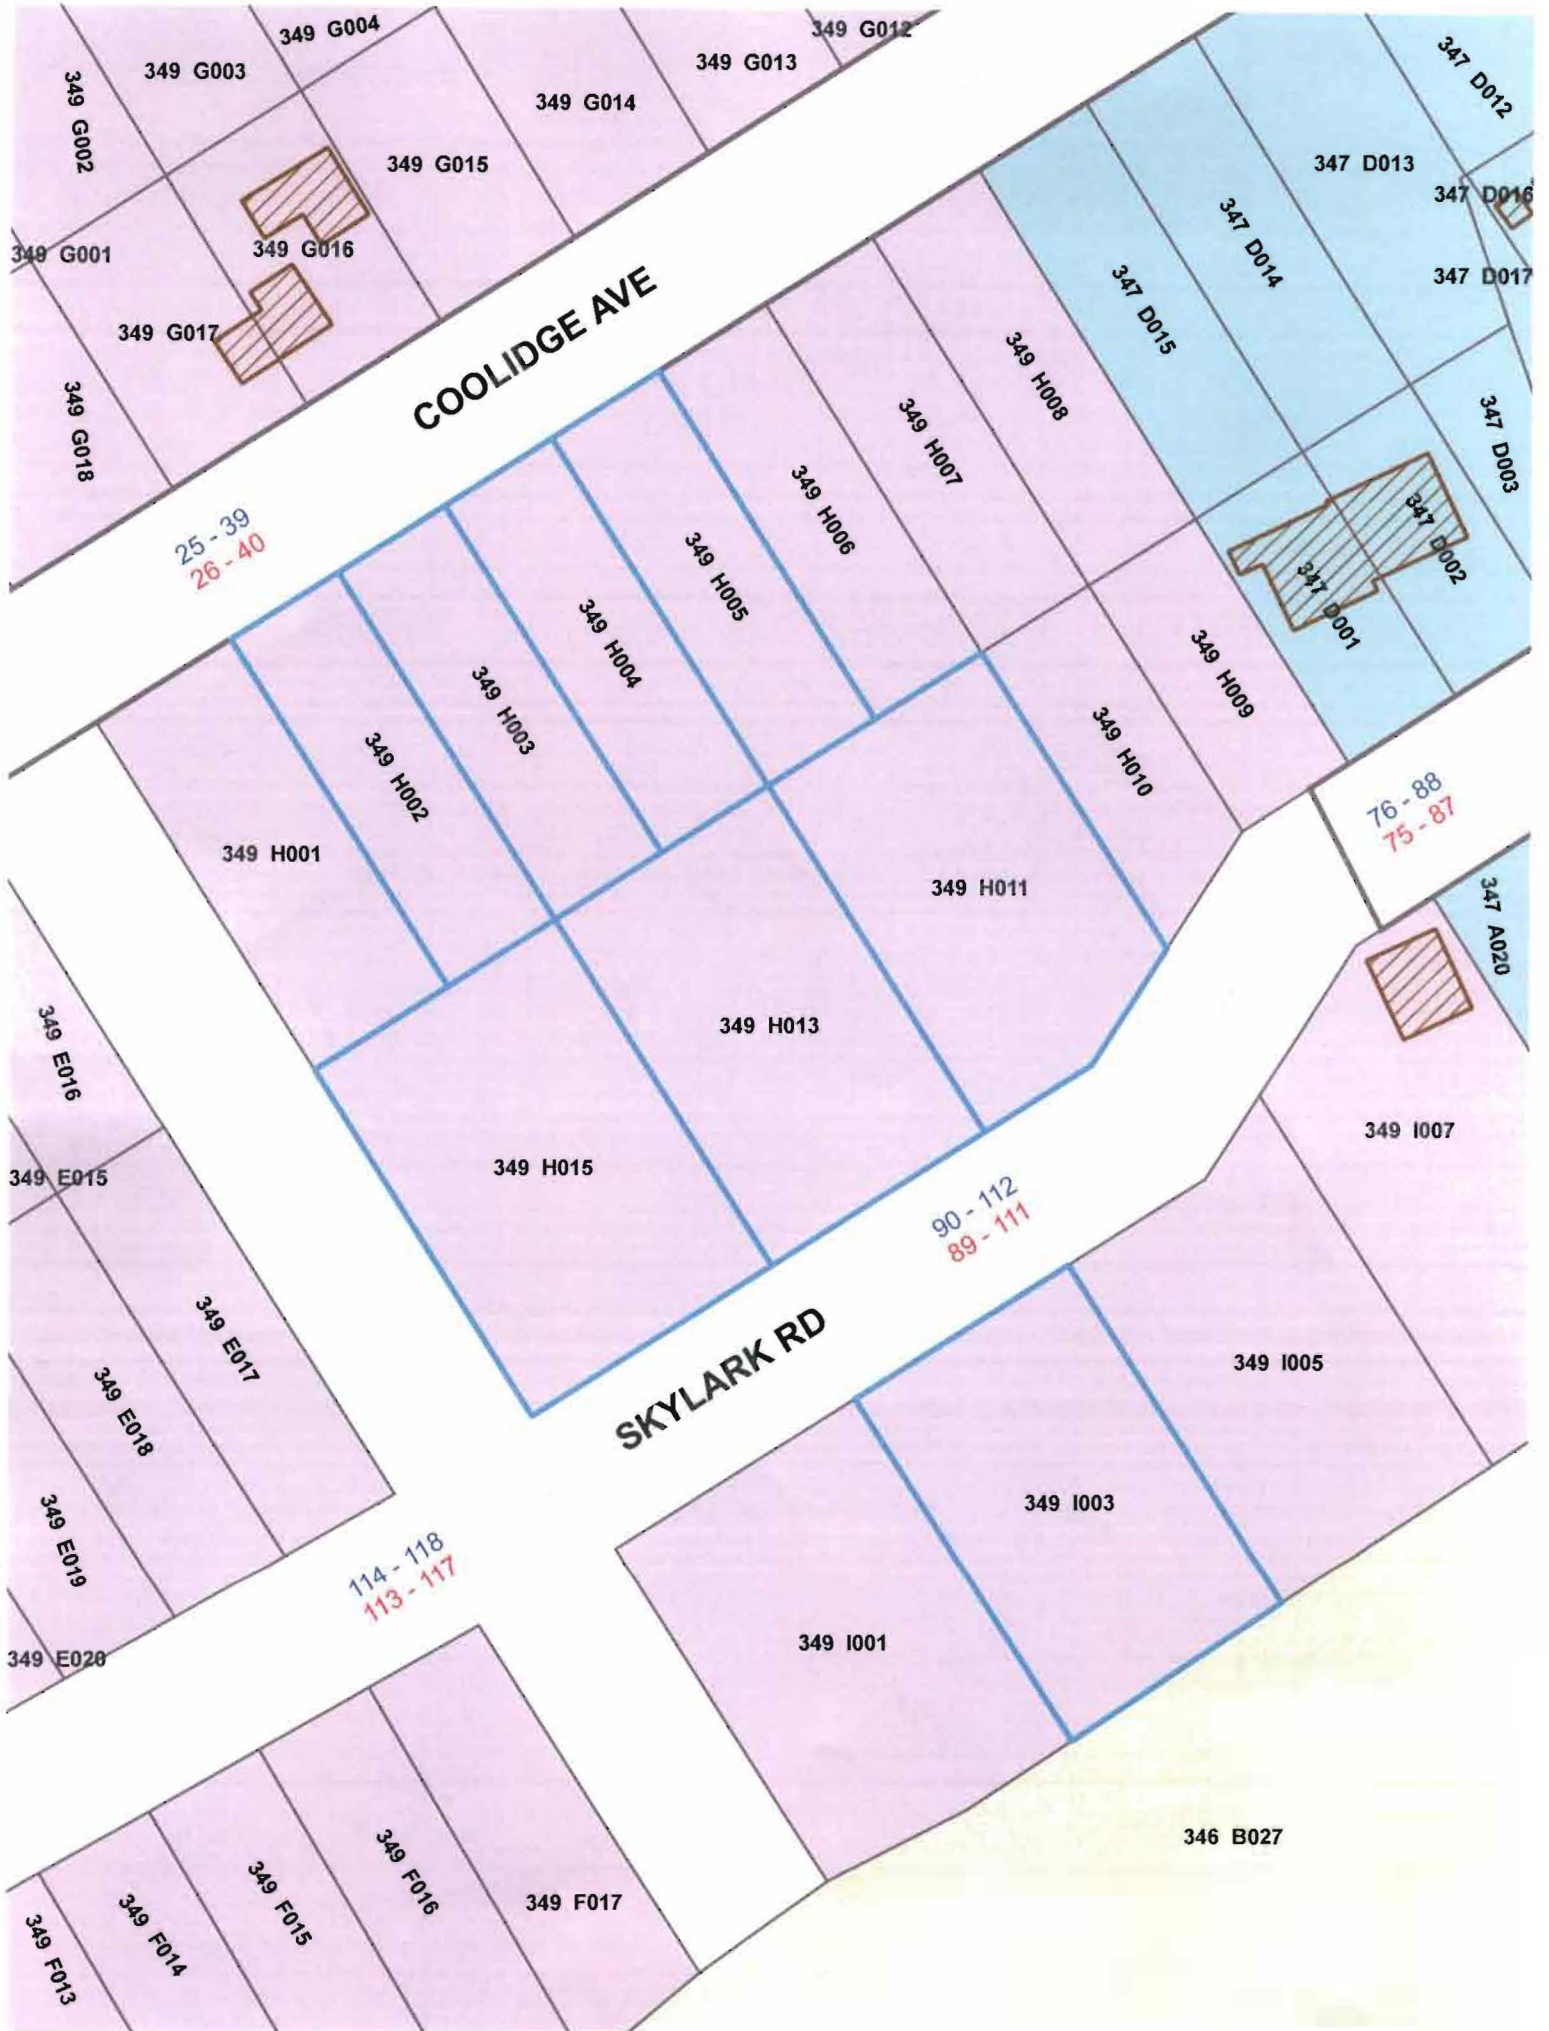 349 G004
349 G012
349 G003
349 G013
347 D012
349 G002
349 G014
349 G015
347 D013
347 D016
349 G001
349 G016
347 D014
347 D017
347 D015
349 G017
COOLIDGE AVE
349 H008
349 G018
349 H007
347 D003
349 H006
347 D002
25 - 39
26 - 40
349 H005
347 D001
349 H004
349 H009
349 H003
349 H010
349 H002
76 - 88
75 - 87
349 H001
349 H011
347 A020
349 H013
349 E016
349 I007
349 H015
349 E015
90 - 112
89 - 111
349 E017
SKYLARK RD
349 I005
349 E018
349 I003
349 E019
114 - 118
113 - 117
349 I001
349 E020
346 B027
349 F016
349 F017
349 F015
349 F014
349 F013